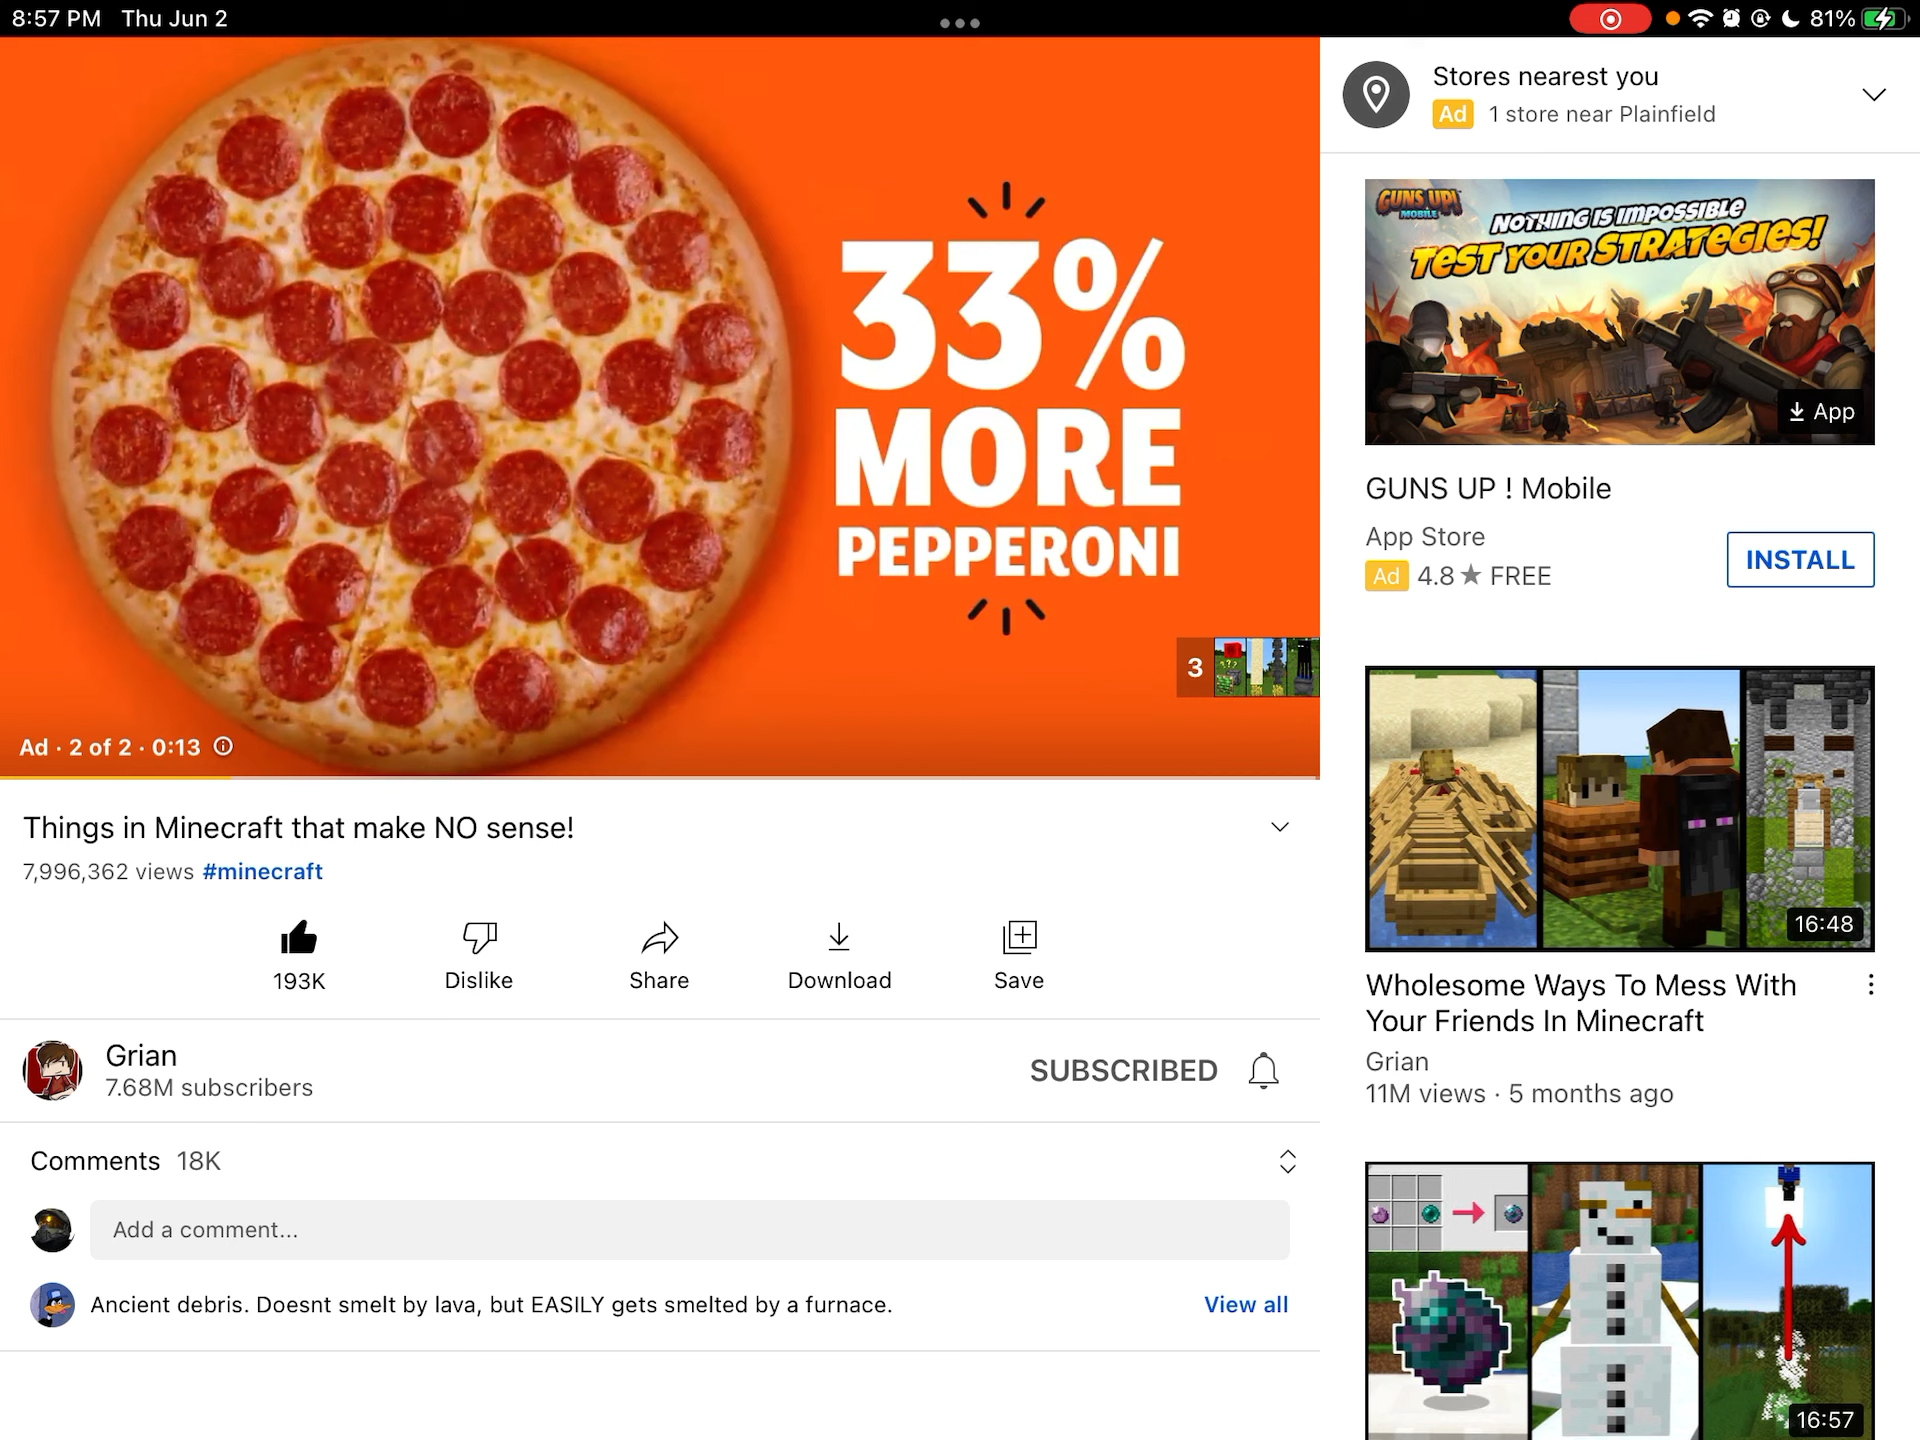 8:57 PM Thu Jun 2
81%
33%
MORE
PEPPERONI
3
Ad · 2 of 2 · 0:13
Things in Minecraft that make NO sense!
7,996,362 views #minecraft
193K
Dislike
Share
Download
Save
Grian
7.68M subscribers
SUBSCRIBED
Comments 18K
Add a comment...
Ancient debris. Doesnt smelt by lava, but EASILY gets smelted by a furnace.
View all
Stores nearest you
Ad 1 store near Plainfield
GUNS UP!
MOBILE
NOTHING IS IMPOSSIBLE
TEST YOUR STRATEGIES!
App
GUNS UP ! Mobile
App Store
Ad 4.8 ★ FREE
INSTALL
16:48
Wholesome Ways To Mess With
Your Friends In Minecraft
Grian
11M views · 5 months ago
16:57